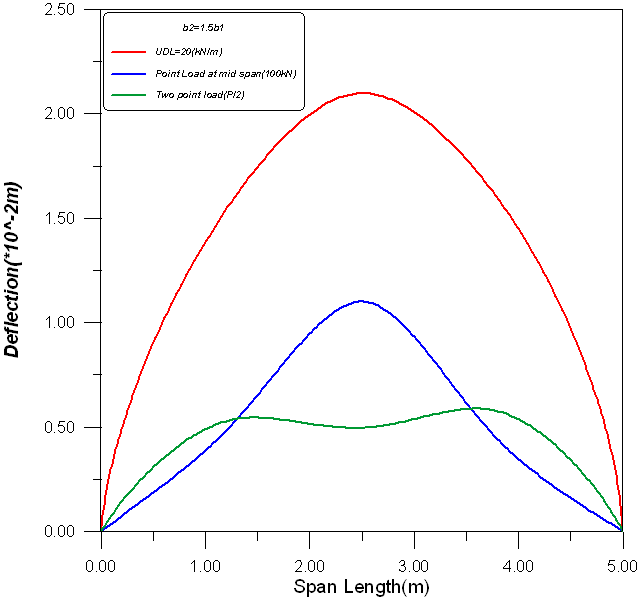 2.50
b2=1.5b1
UDL=20(kN/m)
Point Load at mid span(100kN)
Two point load(P/2)
2.00
1.50
1.00
0.50
0.00
Deflection(*10^-2m)
0.00 1.00 2.00 3.00 4.00 5.00
Span Length(m)